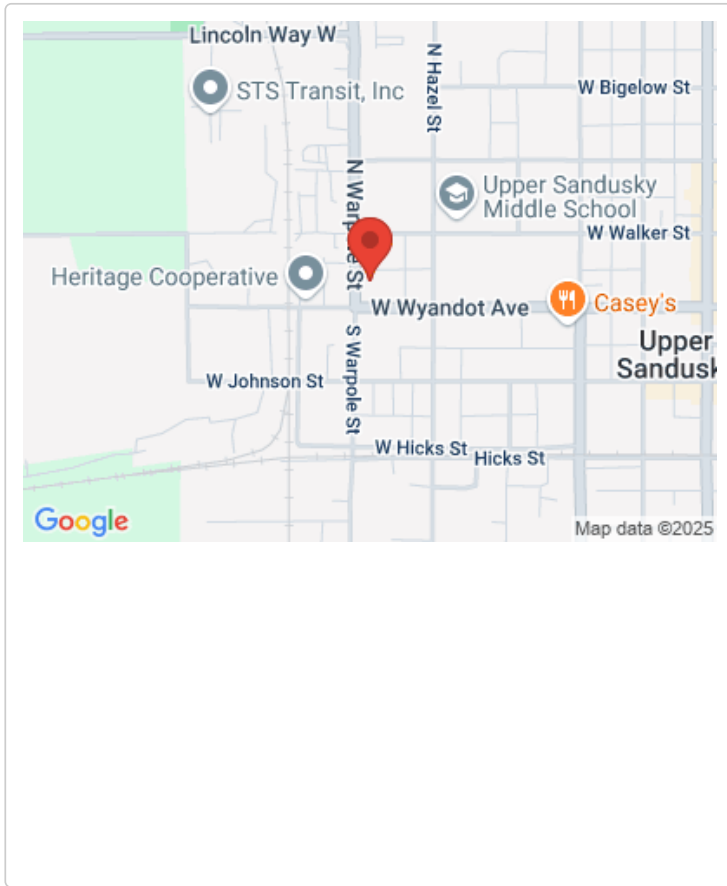 Lincoln Way W
STS Transit, Inc
N Hazel St
W Bigelow St
N Warpole St
Upper Sandusky
Middle School
W Walker St
Heritage Cooperative
W Wyandot Ave
Casey's
S Warpole St
Upper
Sandusk
W Johnson St
W Hicks St
Hicks St
Google
Map data ©2025